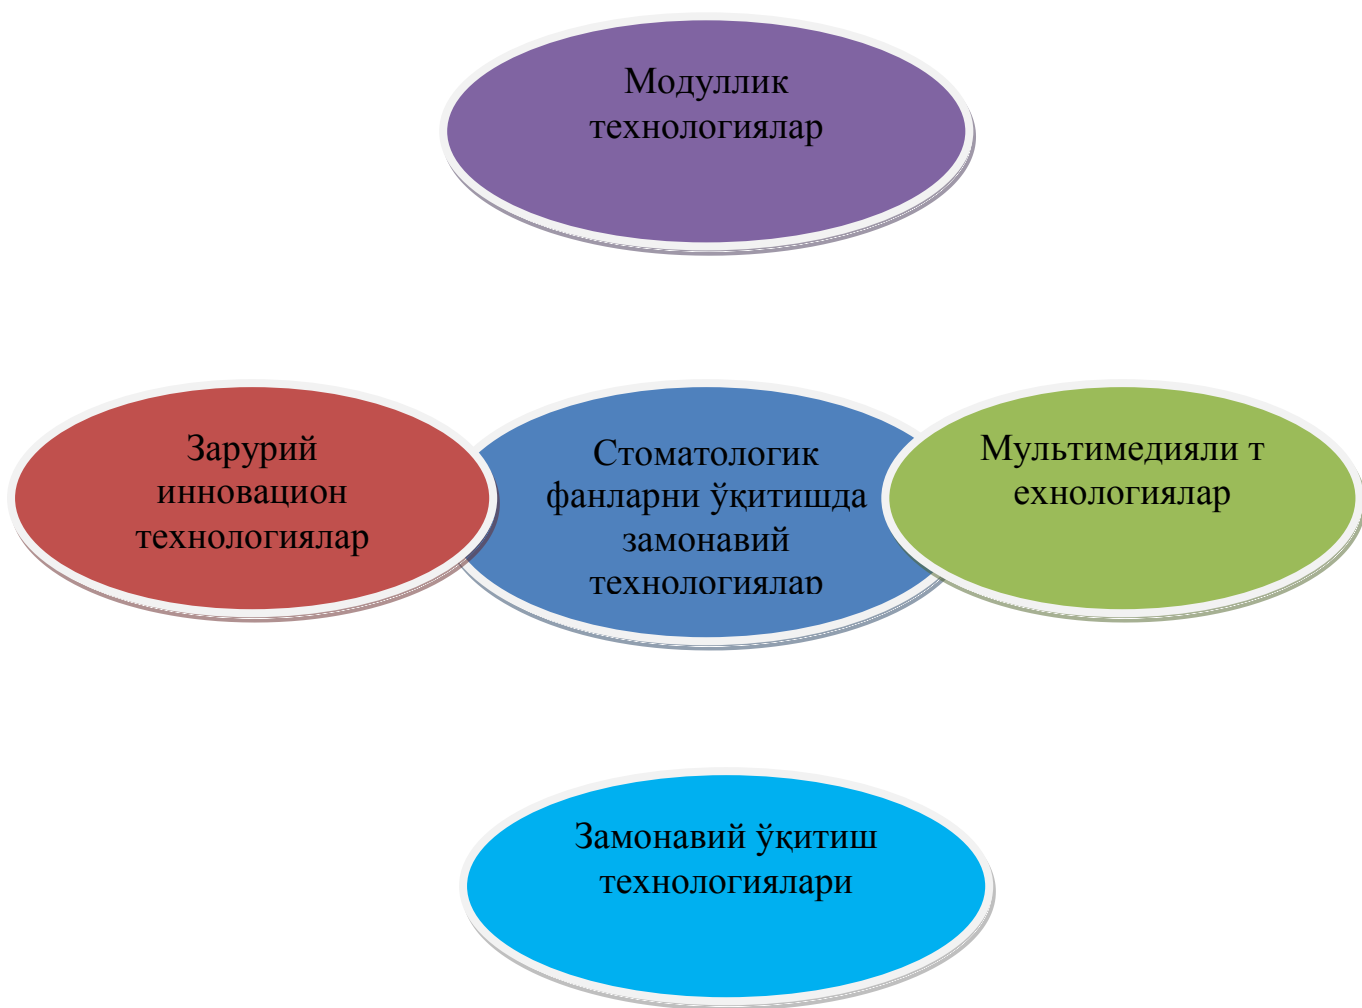 Модуллик
технологиялар
Зарурий
инновацион
технологиялар
Стоматологик
фанларни ўқитишда
замонавий
технологиялар
Мультимедияли т
ехнологиялар
Замонавий ўқитиш
технологиялари